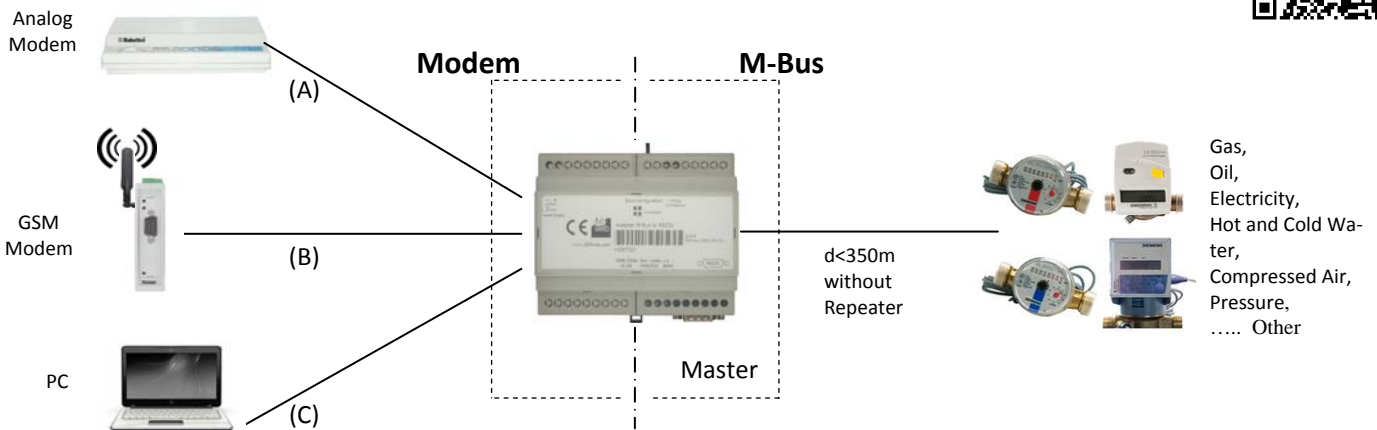 Analog
Modem
(A)
Modem
M-Bus
GSM
Modem
(B)
d<350m
without
Repeater
Gas,
Oil,
Electricity,
Hot and Cold Wa-
ter,
Compressed Air,
Pressure,
..... Other
PC
(C)
Master